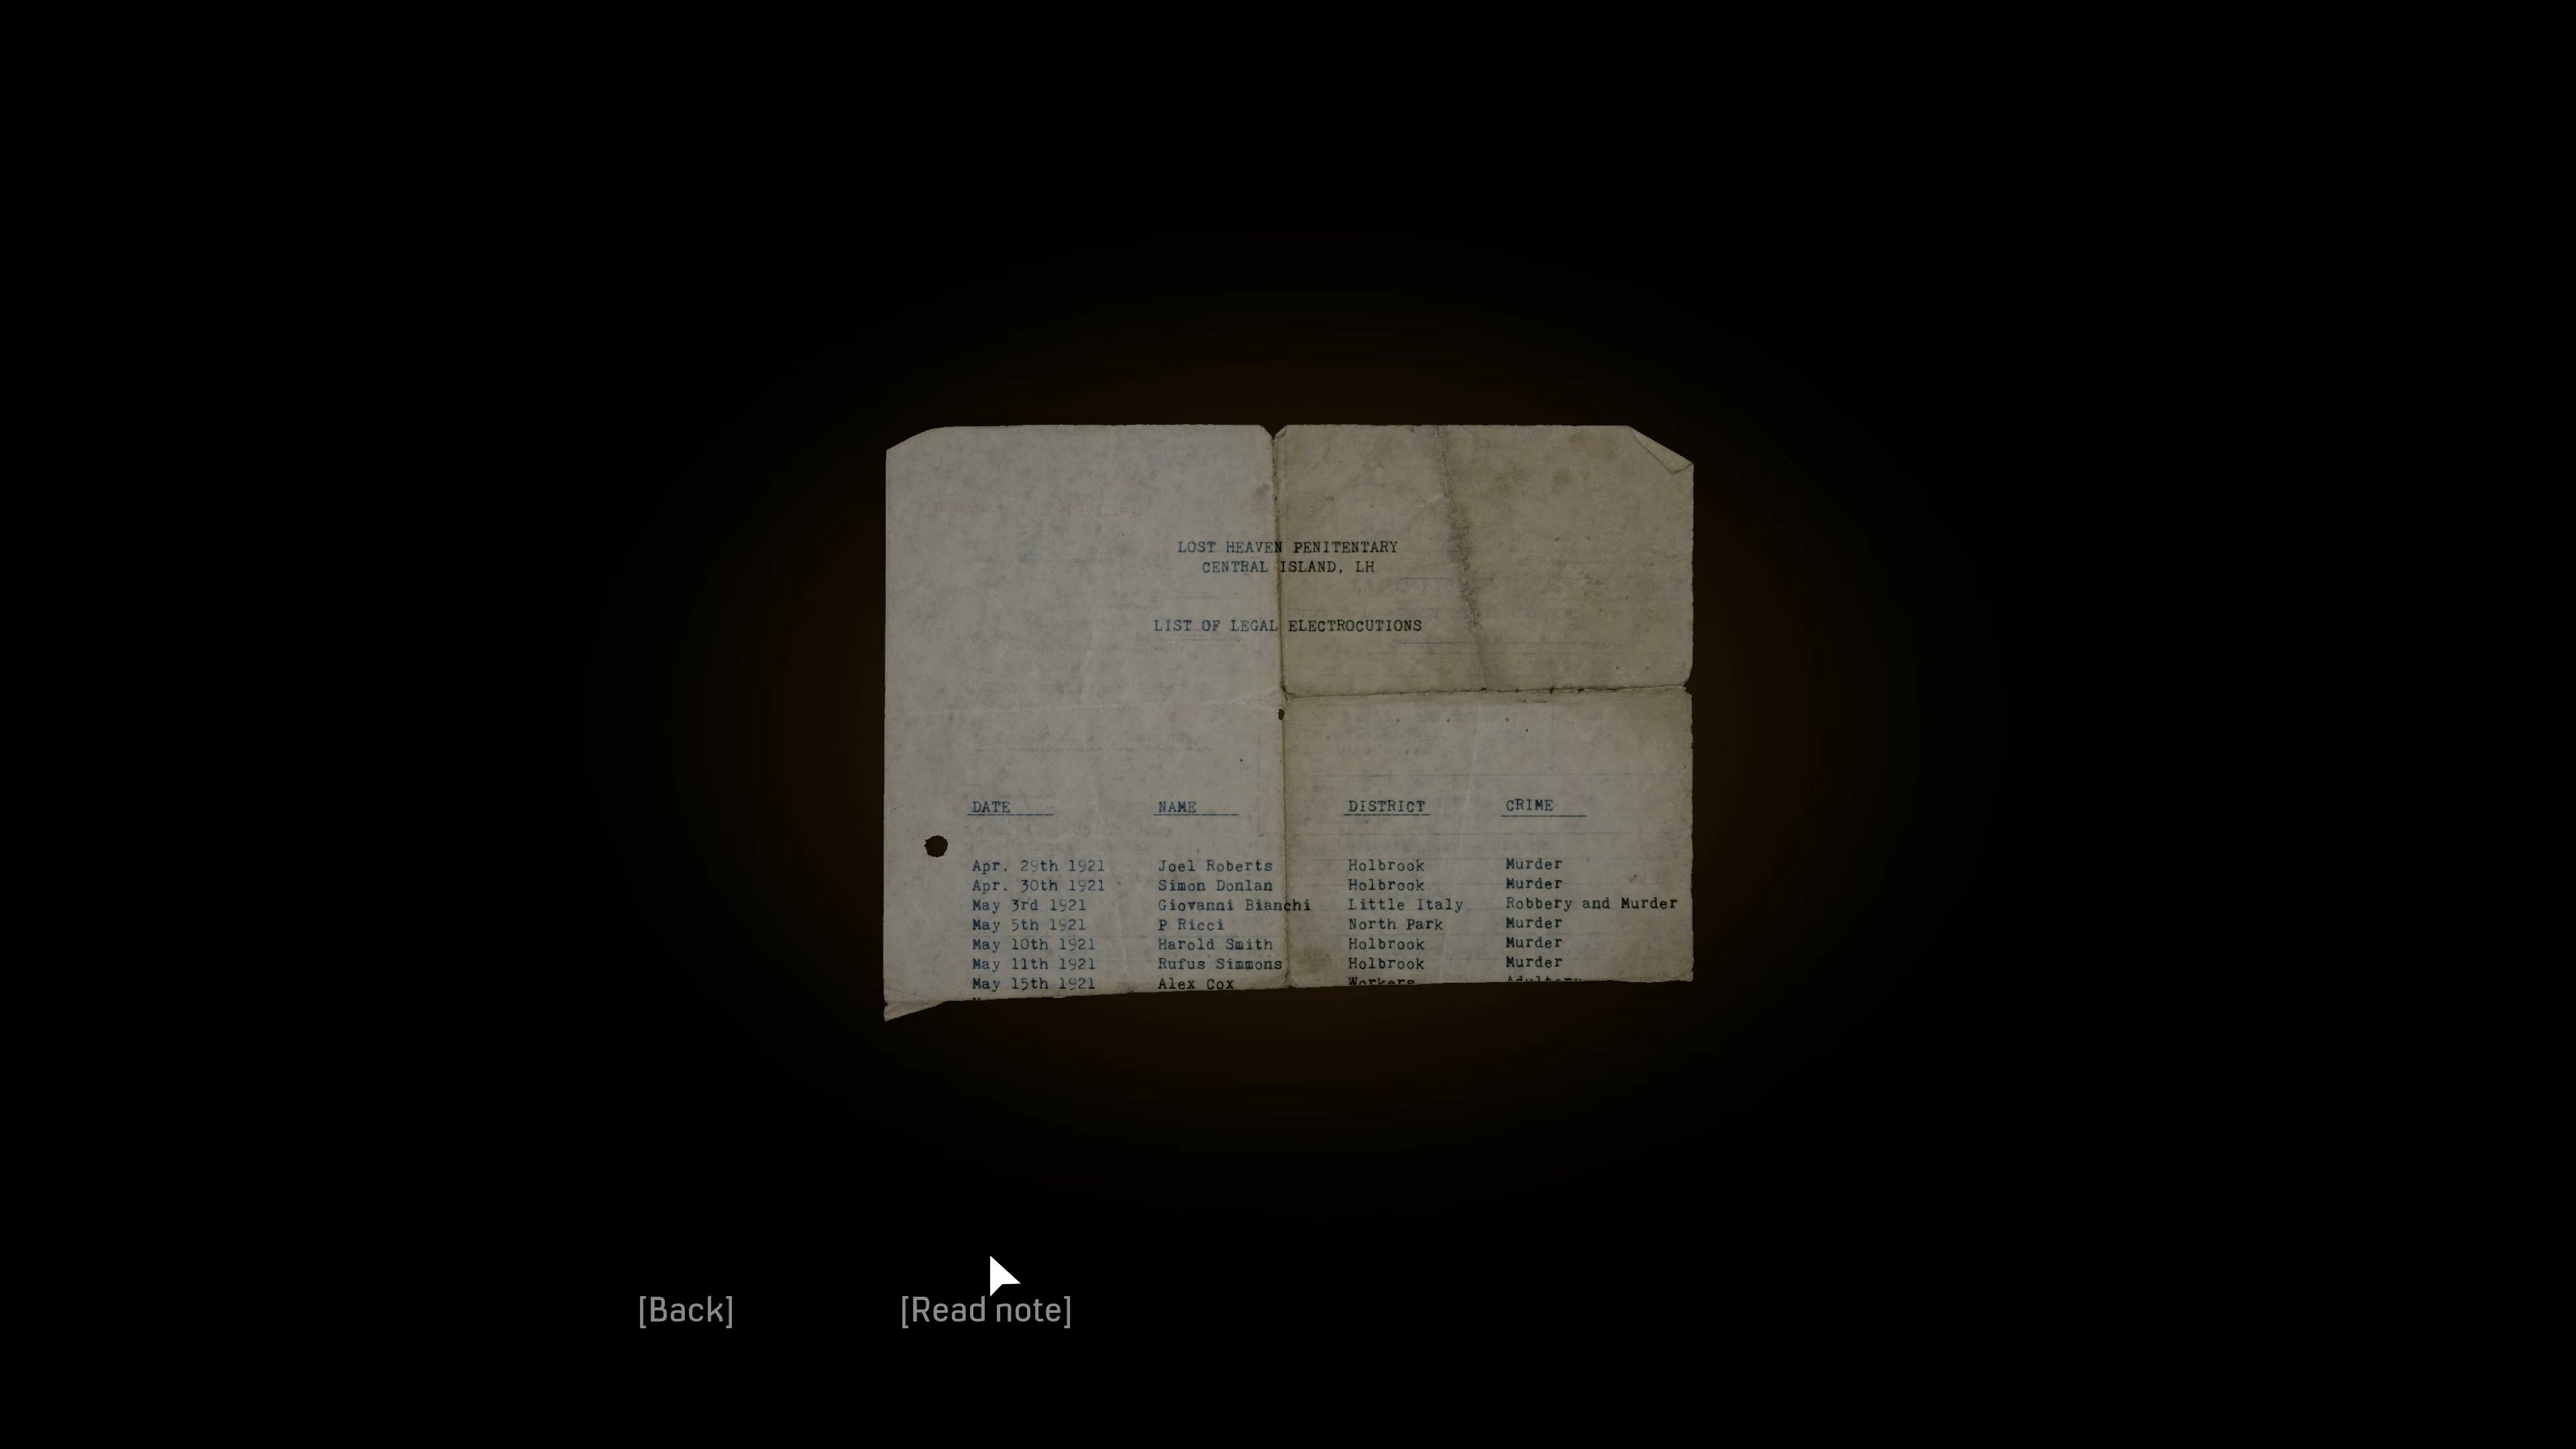 LOST HEAVEN PENITENTARY
CENTRAL ISLAND, LH
LIST OF LEGAL ELECTROCUTIONS
DATE NAME DISTRICT CRIME
Apr. 29th 1921 Joel Roberts Holbrook Murder
Apr. 30th 1921 Simon Donlan Holbrook Murder
May 3rd 1921 Giovanni Bianchi Little Italy Robbery and Murder
May 5th 1921 P Ricci North Park Murder
May 10th 1921 Harold Smith Holbrook Murder
May 11th 1921 Rufus Simmons Holbrook Murder
May 15th 1921 Alex Cox Workers Adultery
[Back] [Read note]